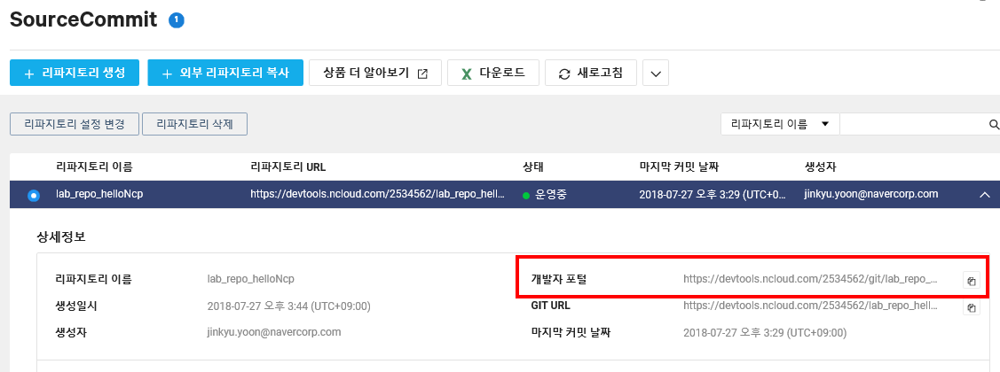 SourceCommit 1
+ 리파지토리 생성 + 외부 리파지토리 복사 상품 더 알아보기 다운로드 새로고침
리파지토리 설정 변경 리파지토리 삭제 리파지토리 이름
리파지토리 이름 리파지토리 URL 상태 마지막 커밋 날짜 생성자
lab_repo_helloNcp https://devtools.ncloud.com/2534562/lab_repo_hell... 운영중 2018-07-27 오후 3:29 (UTC+0... jinkyu.yoon@navercorp.com
상세정보
리파지토리 이름 lab_repo_helloNcp 개발자 포털 https://devtools.ncloud.com/2534562/git/lab_repo_...
생성일시 2018-07-27 오후 3:44 (UTC+09:00) GIT URL https://devtools.ncloud.com/2534562/lab_repo_hell...
생성자 jinkyu.yoon@navercorp.com 마지막 커밋 날짜 2018-07-27 오후 3:29 (UTC+09:00)